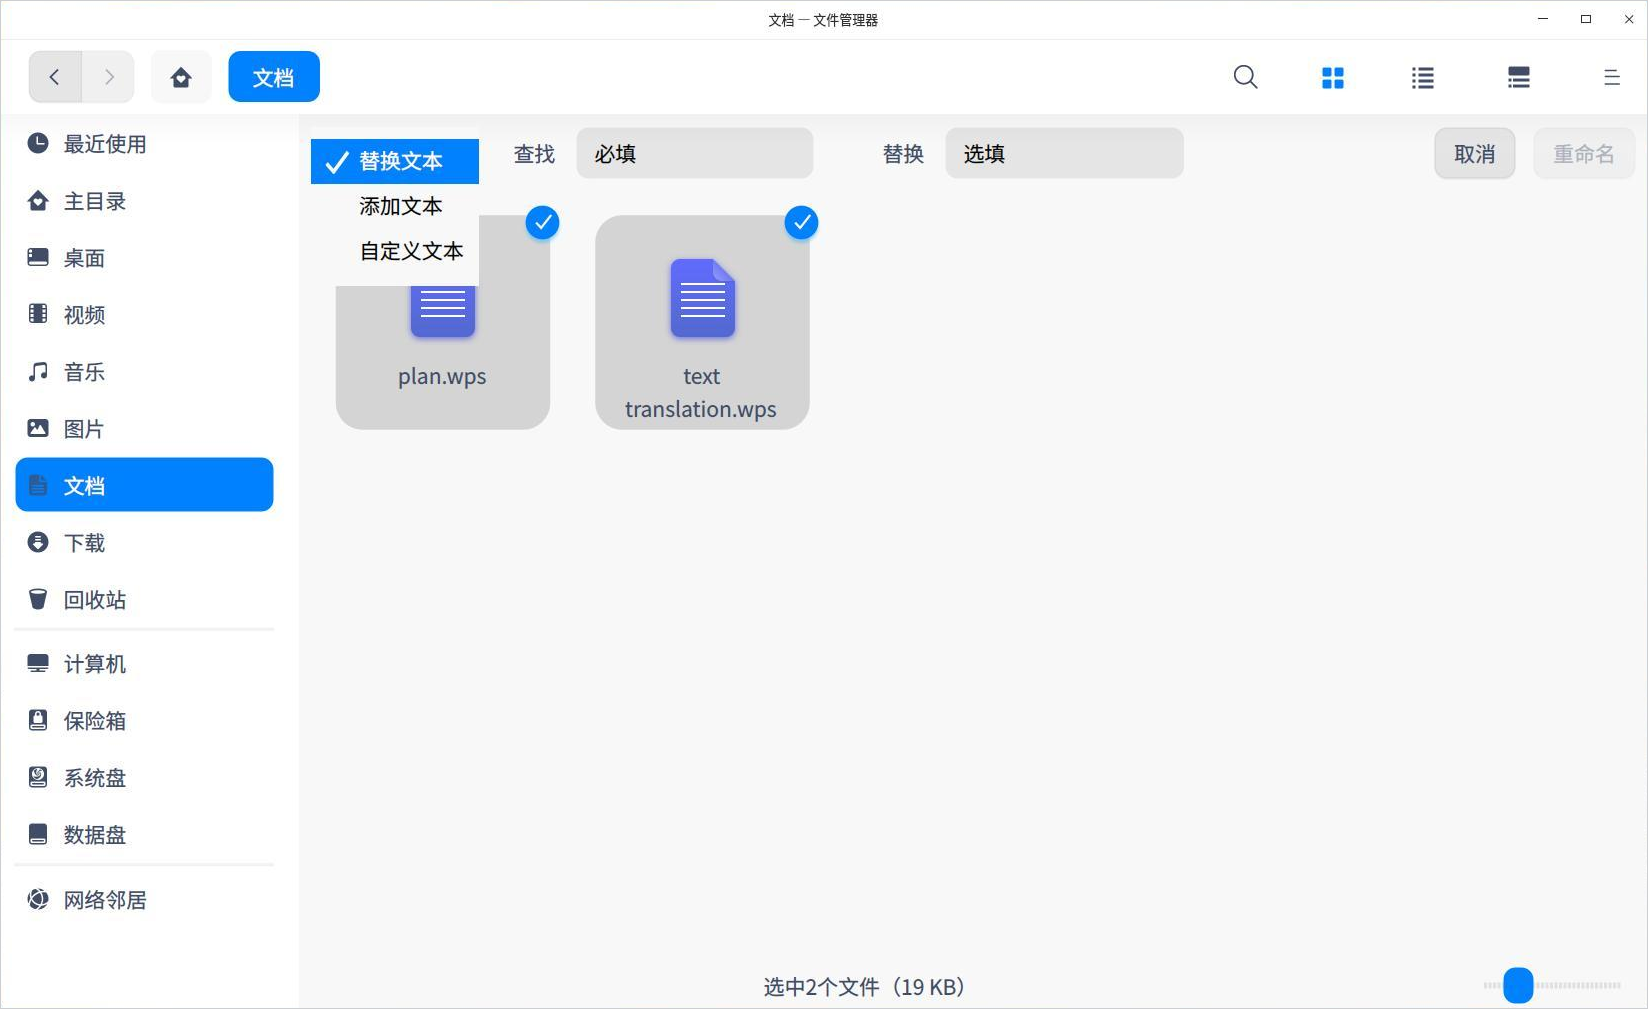 文档 — 文件管理器
文档
最近使用
主目录
桌面
视频
音乐
图片
文档
下载
回收站
计算机
保险箱
系统盘
数据盘
网络邻居
替换文本
添加文本
自定义文本
查找 必填 替换 选填 取消 重命名
plan.wps
text
translation.wps
选中2个文件（19 KB）